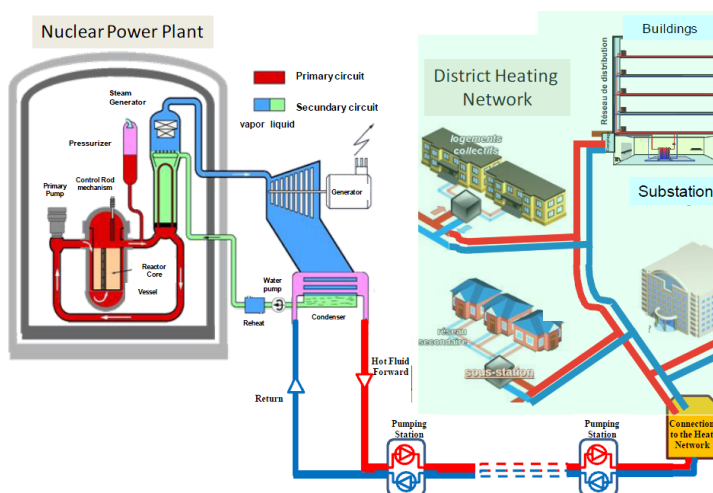 Nuclear Power Plant
Primary circuit
Secundary circuit
vapor liquid
Steam
Generator
Pressurizer
Control Rod
mechanism
Primary
Pump
Reactor
Core
Vessel
Generator
Water
pump
Reheat
Condenser
Hot Fluid
Forward
Return
Pumping
Station
Pumping
Station
Connection
to the Heat
Network
District Heating
Network
Buildings
Réseau de distribution
Substation
logements
collectifs
réseau
secondaire
sous-station